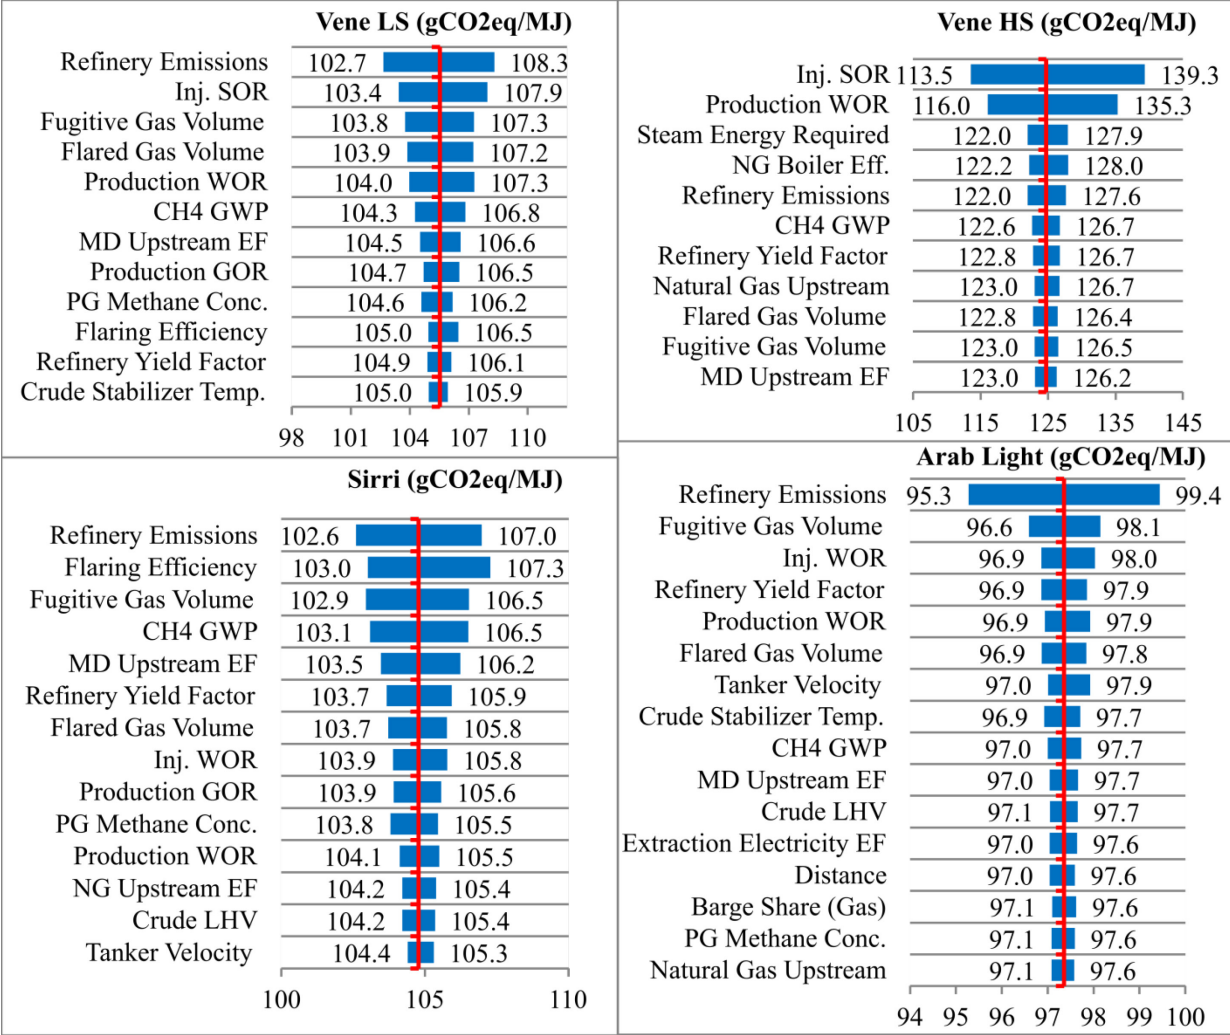 Vene LS (gCO2eq/MJ)
Refinery Emissions 102.7 108.3
Inj. SOR 103.4 107.9
Fugitive Gas Volume 103.8 107.3
Flared Gas Volume 103.9 107.2
Production WOR 104.0 107.3
CH4 GWP 104.3 106.8
MD Upstream EF 104.5 106.6
Production GOR 104.7 106.5
PG Methane Conc. 104.6 106.2
Flaring Efficiency 105.0 106.5
Refinery Yield Factor 104.9 106.1
Crude Stabilizer Temp. 105.0 105.9
98 101 104 107 110
Vene HS (gCO2eq/MJ)
Inj. SOR 113.5 139.3
Production WOR 116.0 135.3
Steam Energy Required 122.0 127.9
NG Boiler Eff. 122.2 128.0
Refinery Emissions 122.0 127.6
CH4 GWP 122.6 126.7
Refinery Yield Factor 122.8 126.7
Natural Gas Upstream 123.0 126.7
Flared Gas Volume 122.8 126.4
Fugitive Gas Volume 123.0 126.5
MD Upstream EF 123.0 126.2
105 115 125 135 145
Sirri (gCO2eq/MJ)
Refinery Emissions 102.6 107.0
Flaring Efficiency 103.0 107.3
Fugitive Gas Volume 102.9 106.5
CH4 GWP 103.1 106.5
MD Upstream EF 103.5 106.2
Refinery Yield Factor 103.7 105.9
Flared Gas Volume 103.7 105.8
Inj. WOR 103.9 105.8
Production GOR 103.9 105.6
PG Methane Conc. 103.8 105.5
Production WOR 104.1 105.5
NG Upstream EF 104.2 105.4
Crude LHV 104.2 105.4
Tanker Velocity 104.4 105.3
100 105 110
Arab Light (gCO2eq/MJ)
Refinery Emissions 95.3 99.4
Fugitive Gas Volume 96.6 98.1
Inj. WOR 96.9 98.0
Refinery Yield Factor 96.9 97.9
Production WOR 96.9 97.9
Flared Gas Volume 96.9 97.8
Tanker Velocity 97.0 97.9
Crude Stabilizer Temp. 96.9 97.7
CH4 GWP 97.0 97.7
MD Upstream EF 97.0 97.7
Crude LHV 97.1 97.7
Extraction Electricity EF 97.0 97.6
Distance 97.0 97.6
Barge Share (Gas) 97.1 97.6
PG Methane Conc. 97.1 97.6
Natural Gas Upstream 97.1 97.6
94 95 96 97 98 99 100